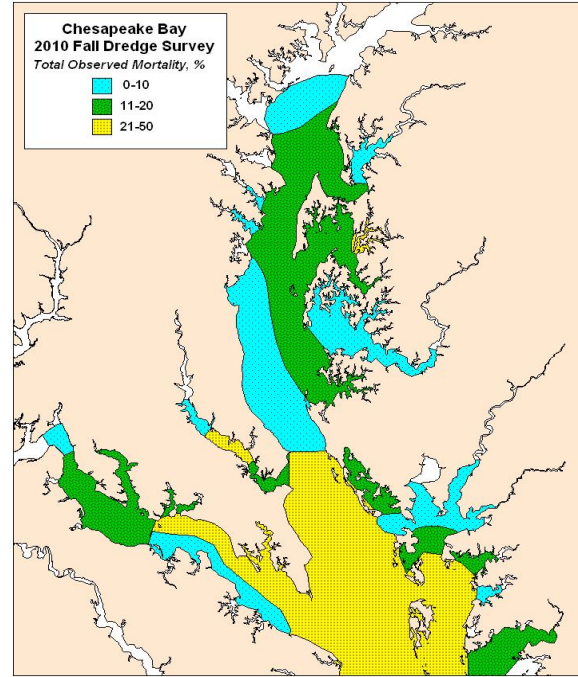 Chesapeake Bay
2010 Fall Dredge Survey
Total Observed Mortality, %
0-10
11-20
21-50